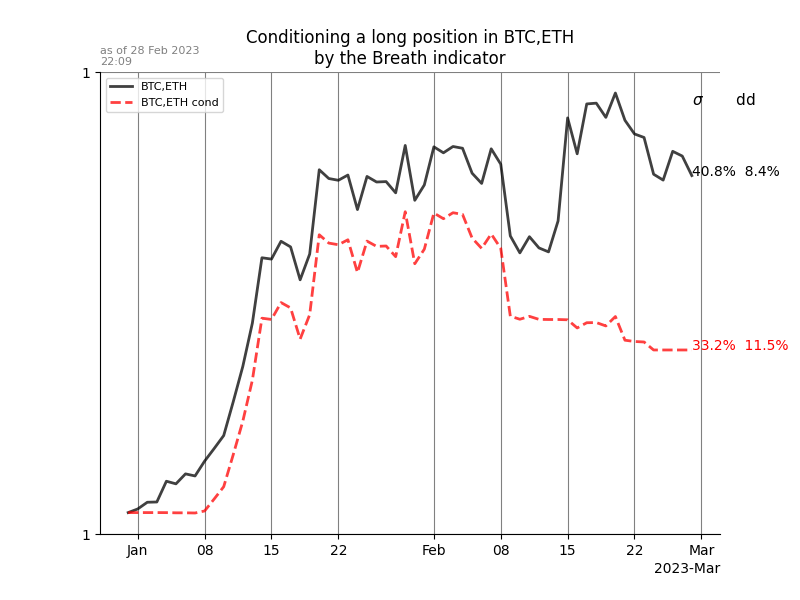 Conditioning a long position in BTC,ETH
by the Breath indicator
as of 28 Feb 2023
22:09
1
BTC,ETH
BTC,ETH cond
σ dd
40.8% 8.4%
33.2% 11.5%
1
Jan 08 15 22 Feb 08 15 22 Mar
2023-Mar